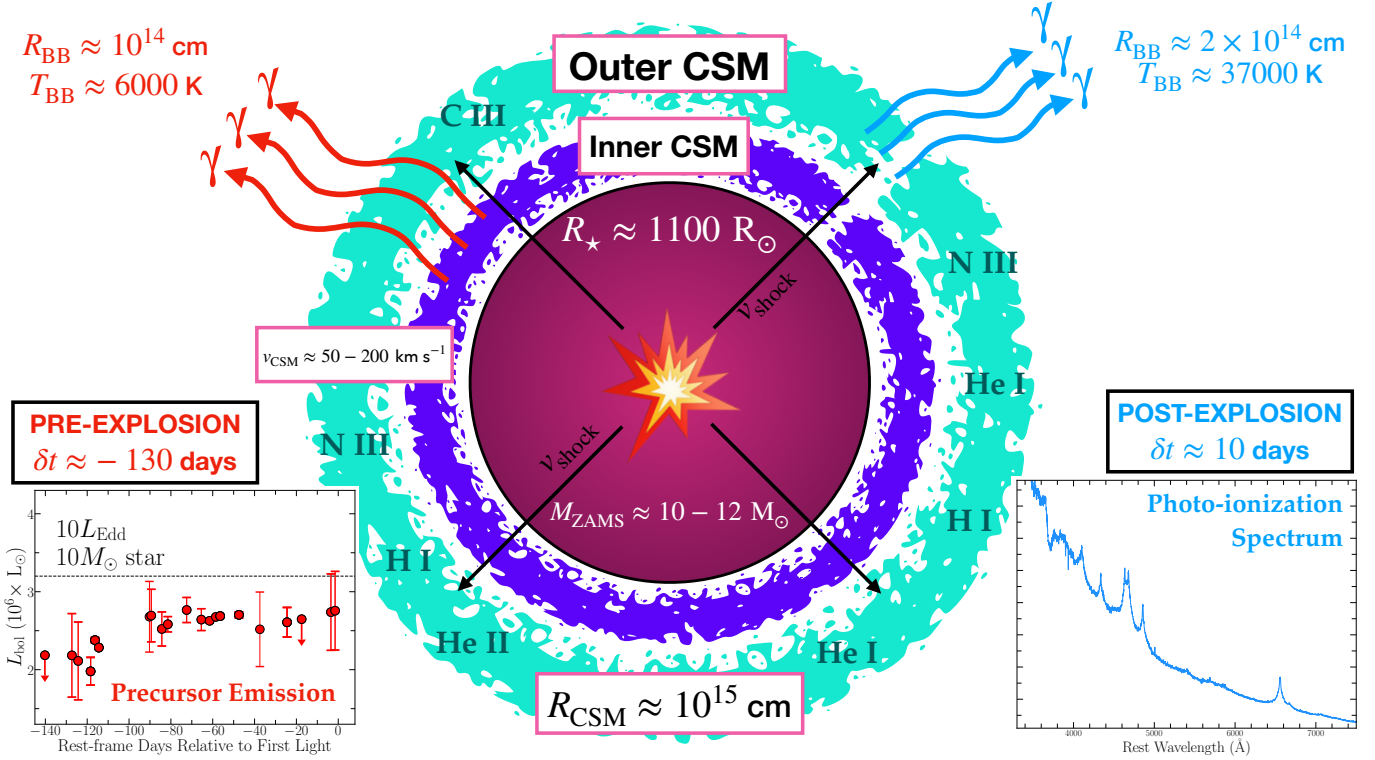 R_BB ≈ 10^14 cm
T_BB ≈ 6000 K
γ
γ
γ
Outer CSM
Inner CSM
C III
γ
γ
γ
R_BB ≈ 2 × 10^14 cm
T_BB ≈ 37000 K
R_★ ≈ 1100 R_⊙
N III
v_shock
v_CSM ≈ 50 − 200 km s^−1
He I
PRE-EXPLOSION
δt ≈ − 130 days
N III
v_shock
POST-EXPLOSION
δt ≈ 10 days
M_ZAMS ≈ 10 − 12 M_⊙
H I
H I
He II
He I
R_CSM ≈ 10^15 cm
10L_Edd
10M_⊙ star
4
3
2
L_bol (10^6 × L_⊙)
Precursor Emission
−140 −120 −100 −80 −60 −40 −20 0
Rest-frame Days Relative to First Light
Photo-ionization
Spectrum
4000 5000 6000 7000
Rest Wavelength (Å)